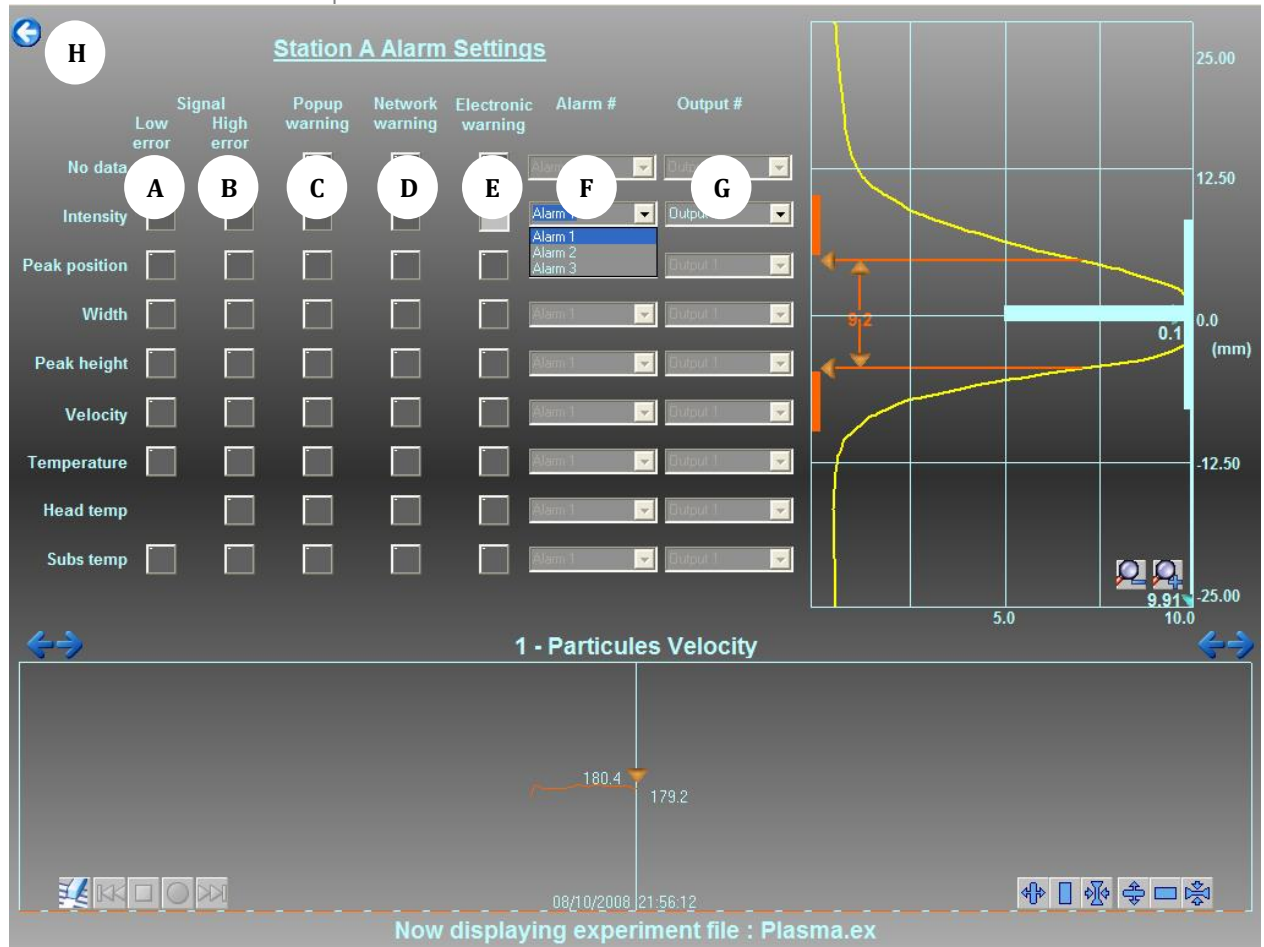 H
Station A Alarm Settings
Signal
Low error
High error
Popup warning
Network warning
Electronic warning
Alarm #
Output #
No data
A B C D E F G
Intensity
Alarm 1
Alarm 2
Alarm 3
Peak position Output 1
Width Alarm 1 Output 1
Peak height Alarm 1 Output 1
Velocity Alarm 1 Output 1
Temperature Alarm 1 Output 1
Head temp Alarm 1 Output 1
Subs temp Alarm 1 Output 1
25.00
12.50
9.2
0.0
0.1
(mm)
-12.50
9.91
-25.00
5.0 10.0
1 - Particules Velocity
180.4
179.2
08/10/2008 21:56:12
Now displaying experiment file : Plasma.ex